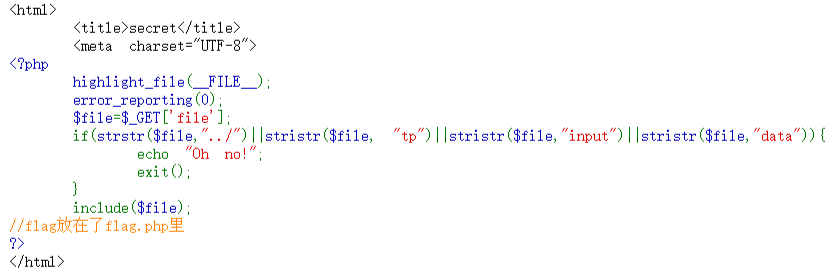 <html>
<title>secret</title>
<meta charset="UTF-8">
<?php
highlight_file(__FILE__);
error_reporting(0);
$file=$_GET['file'];
if(strstr($file,"../")||stristr($file, "tp")||stristr($file,"input")||stristr($file,"data")){
echo "Oh no!";
exit();
}
include($file);
//flag放在了flag.php里
?>
</html>